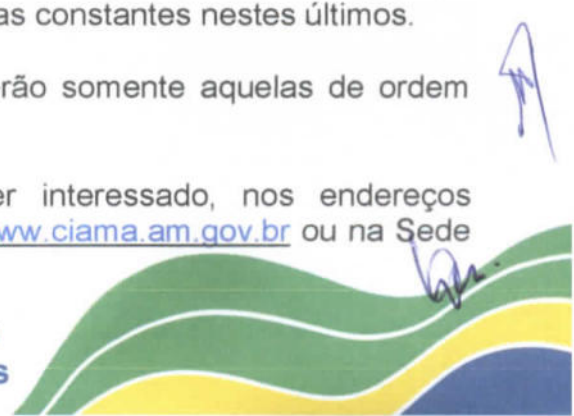 as constantes nestes últimos.
rão somente aquelas de ordem
er interessado, nos endereços
ww.ciama.am.gov.br ou na Sede
s